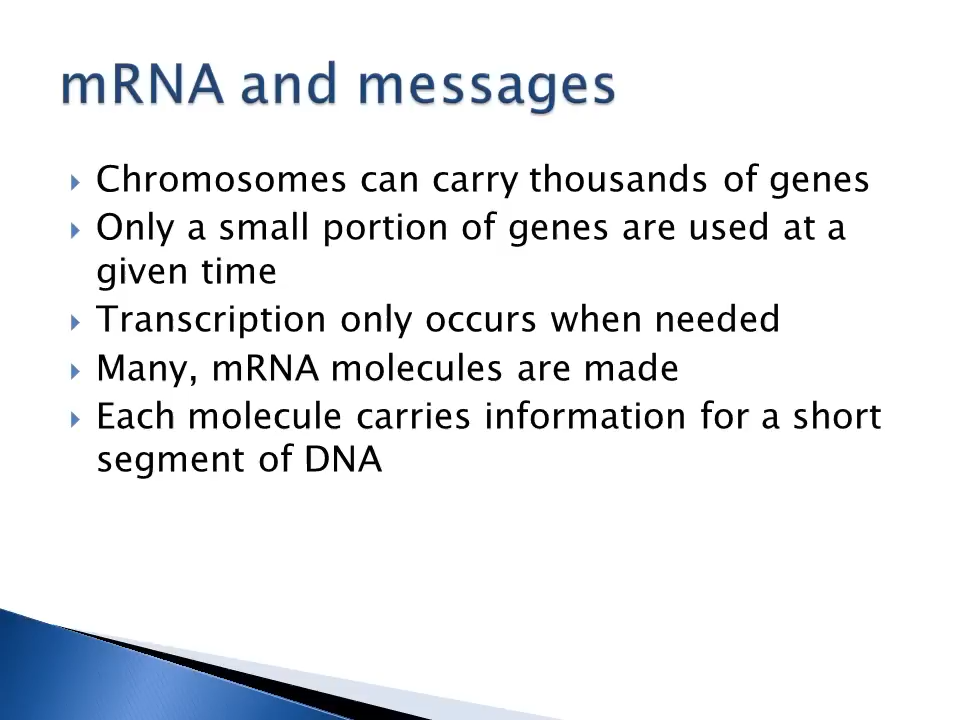 mRNA and messages
Chromosomes can carry thousands of genes
Only a small portion of genes are used at a
given time
Transcription only occurs when needed
Many, mRNA molecules are made
Each molecule carries information for a short
segment of DNA